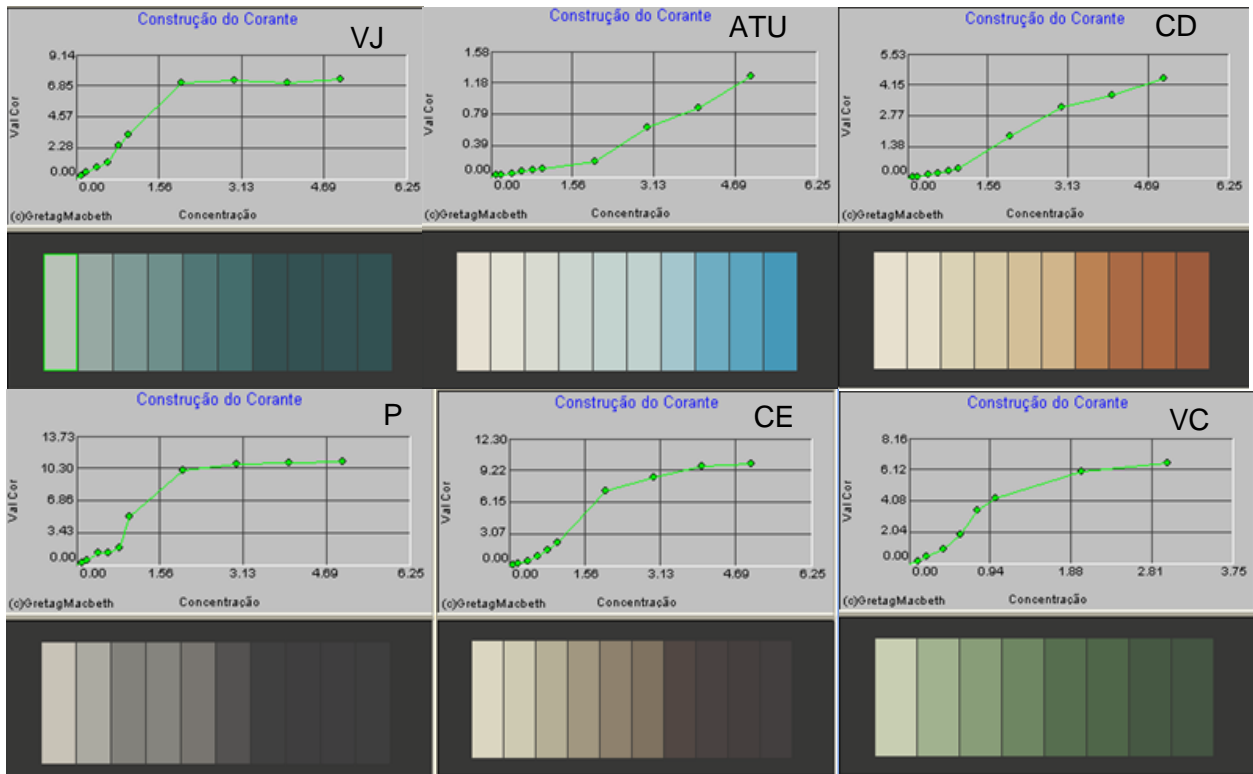 Construção do Corante
VJ
9.14
6.85
4.57
2.28
0.00
Val Cor
0.00 1.56 3.13 4.69 6.25
(c)GretagMacbeth Concentração
Construção do Corante
ATU
1.58
1.18
0.79
0.39
0.00
Val Cor
0.00 1.56 3.13 4.69 6.25
(c)GretagMacbeth Concentração
Construção do Corante
CD
5.53
4.15
2.77
1.38
0.00
Val Cor
0.00 1.56 3.13 4.69 6.25
(c)GretagMacbeth Concentração
Construção do Corante
P
13.73
10.30
6.86
3.43
0.00
Val Cor
0.00 1.56 3.13 4.69 6.25
(c)GretagMacbeth Concentração
Construção do Corante
CE
12.30
9.22
6.15
3.07
0.00
Val Cor
0.00 1.56 3.13 4.69 6.25
(c)GretagMacbeth Concentração
Construção do Corante
VC
8.16
6.12
4.08
2.04
0.00
Val Cor
0.00 0.94 1.88 2.81 3.75
(c)GretagMacbeth Concentração